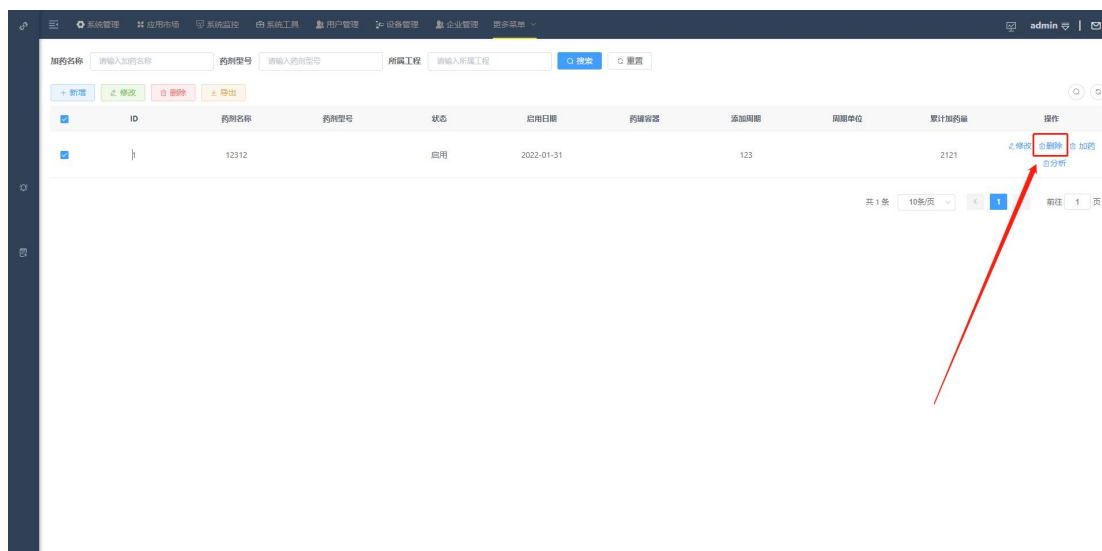 系统管理 应用市场 系统监控 系统工具 用户管理 设备管理 企业管理 更多菜单 admin
加药名称 请输入加药名称 药剂型号 请输入药剂型号 所属工程 请输入所属工程 搜索 重置
+ 新增 修改 删除 导出
ID 药剂名称 药剂型号 状态 启用日期 药罐容器 添加周期 周期单位 累计加药量 操作
1 12312 启用 2022-01-31 123 2121 修改 删除 加药
分析
共 1 条 10条/页 1 前往 1 页